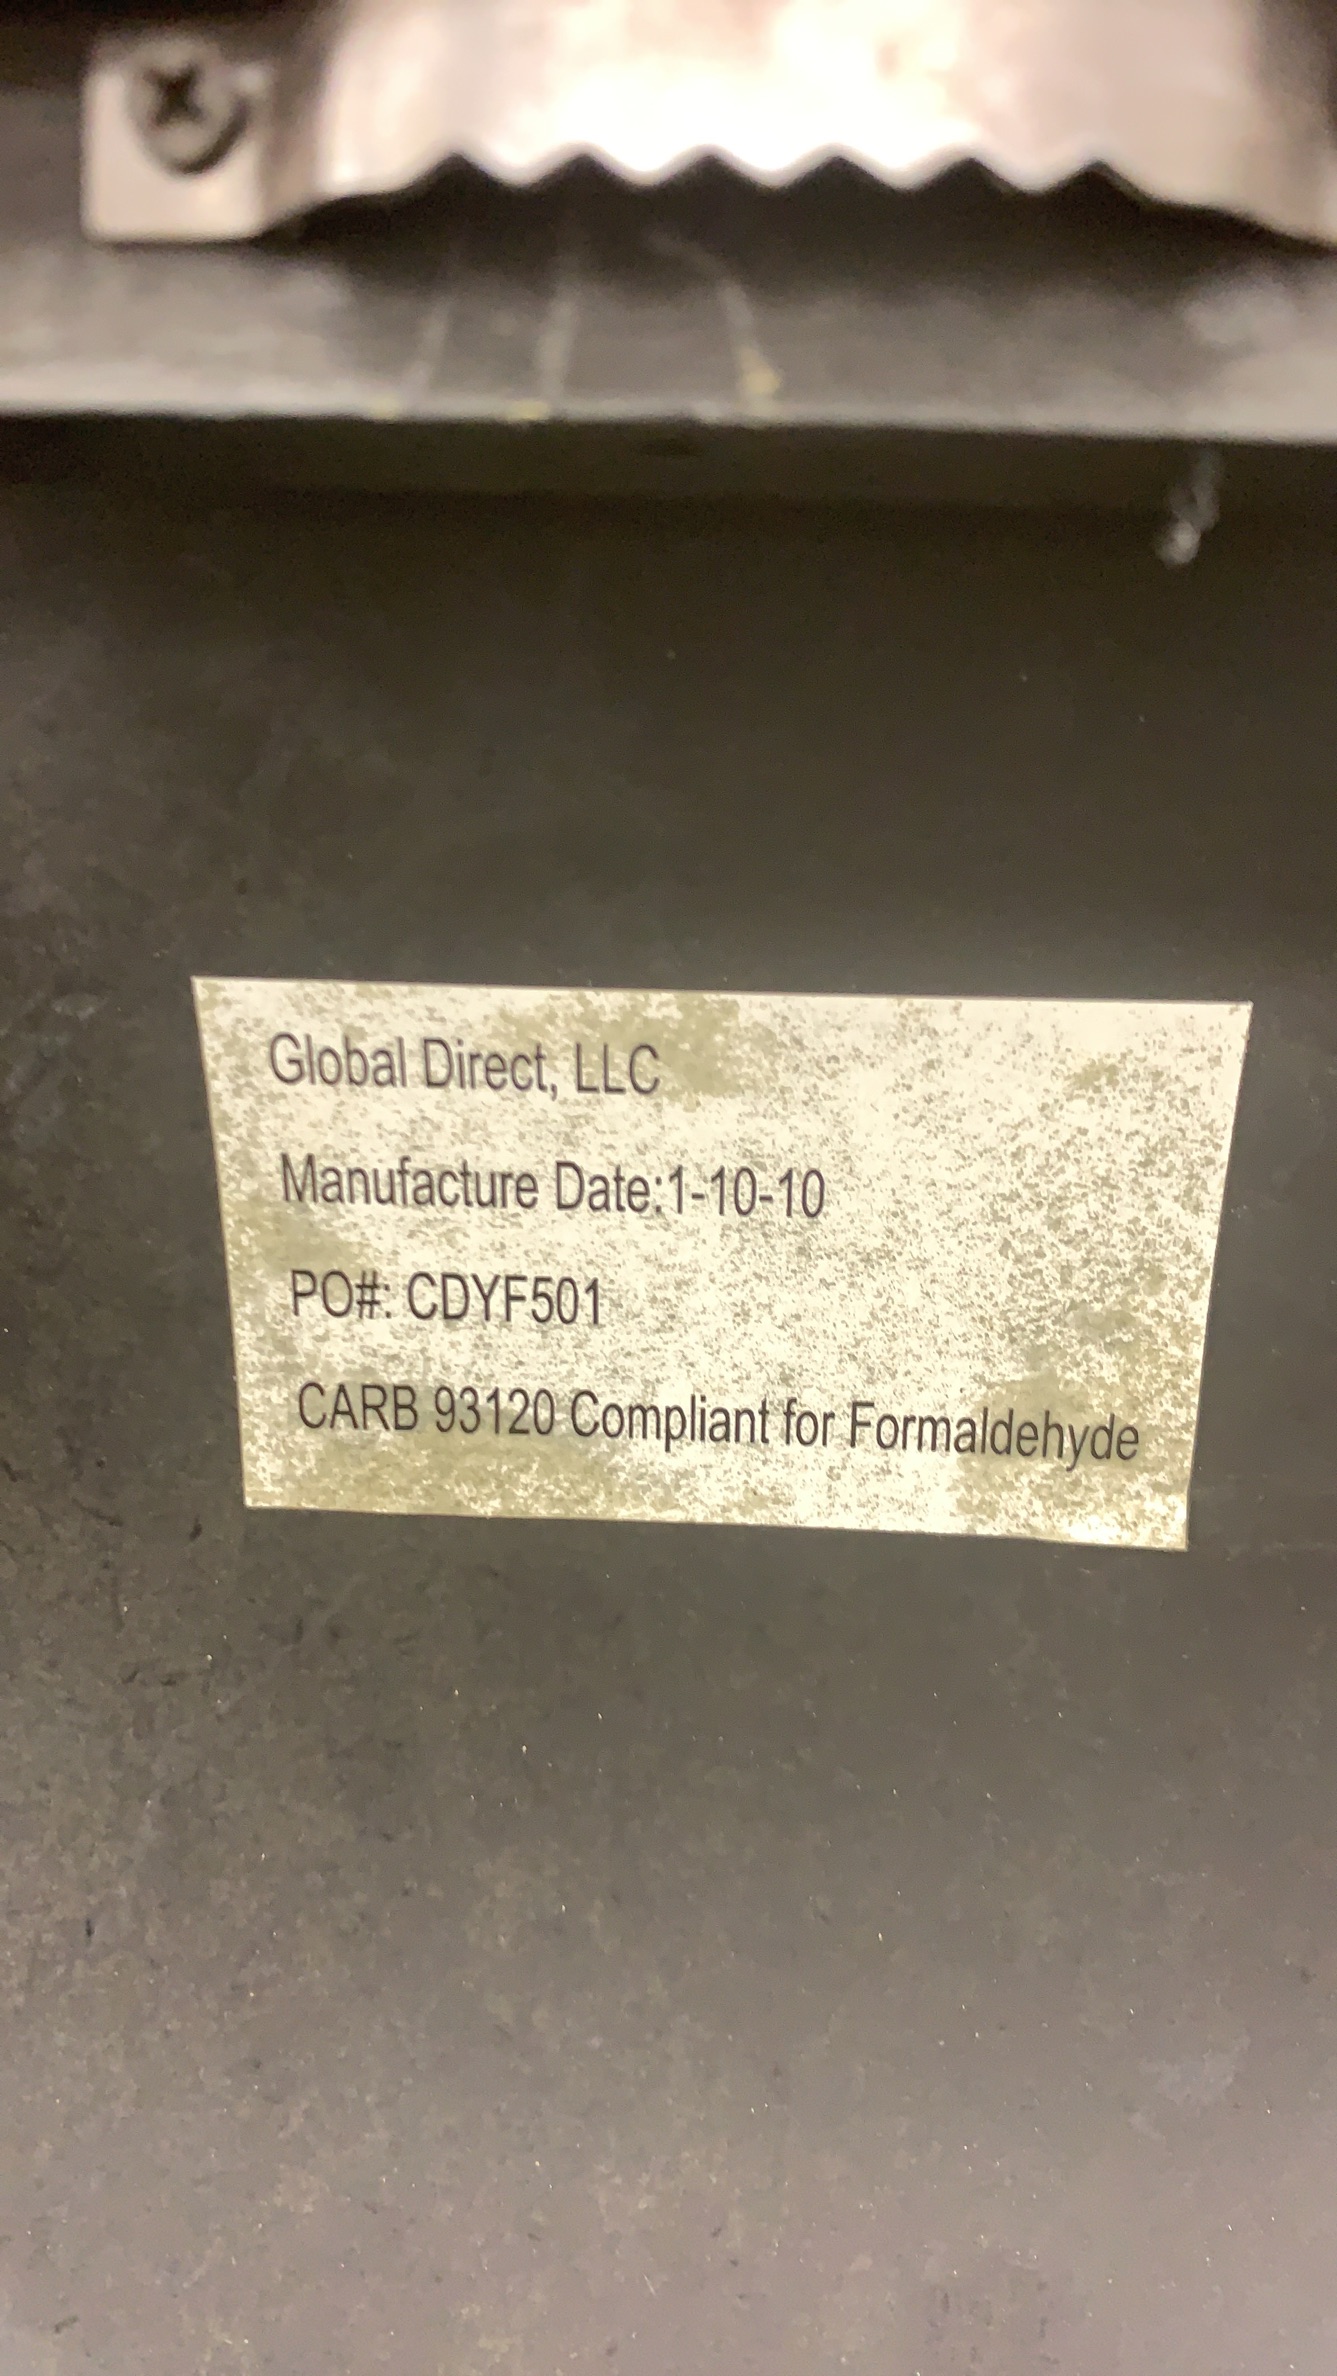 Global Direct, LLC
Manufacture Date:1-10-10
PO#: CDYF501
CARB 93120 Compliant for Formaldehyde